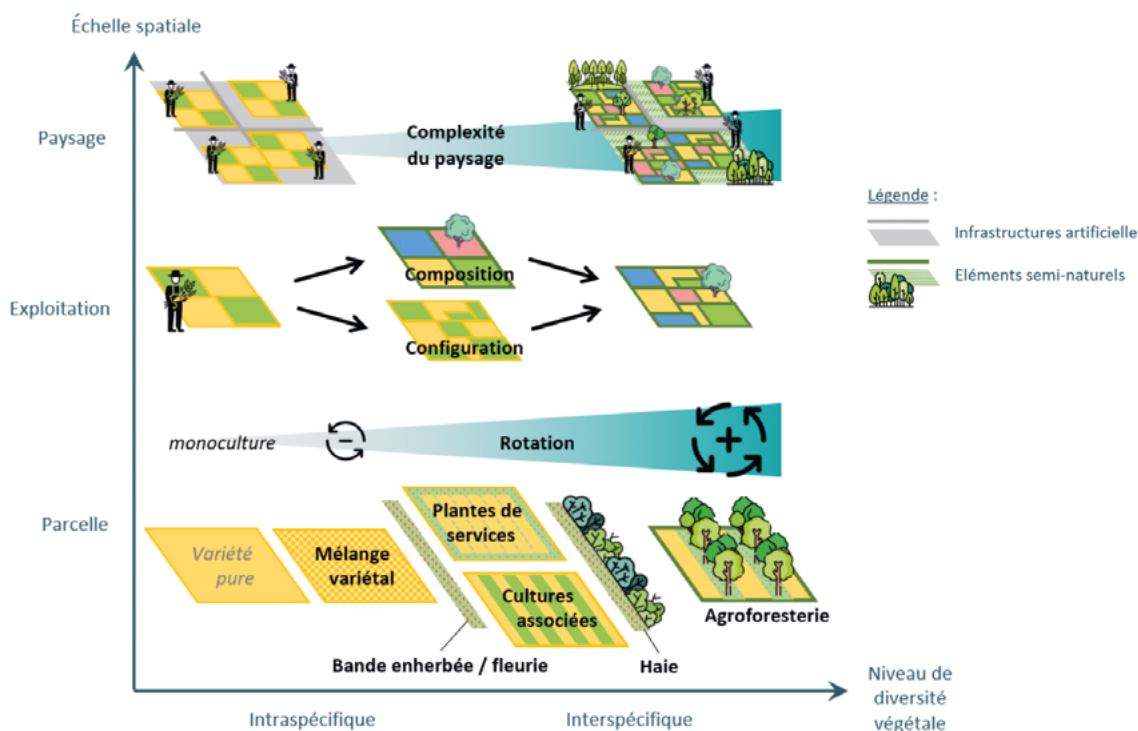 Échelle spatiale
Paysage
Complexité
du paysage
Légende :
Infrastructures artificielle
Eléments semi-naturels
Exploitation
Composition
Configuration
monoculture
−
Rotation
+
Parcelle
Variété
pure
Mélange
variétal
Plantes de
services
Cultures
associées
Agroforesterie
Bande enherbée / fleurie
Haie
Intraspécifique
Interspécifique
Niveau de
diversité
végétale